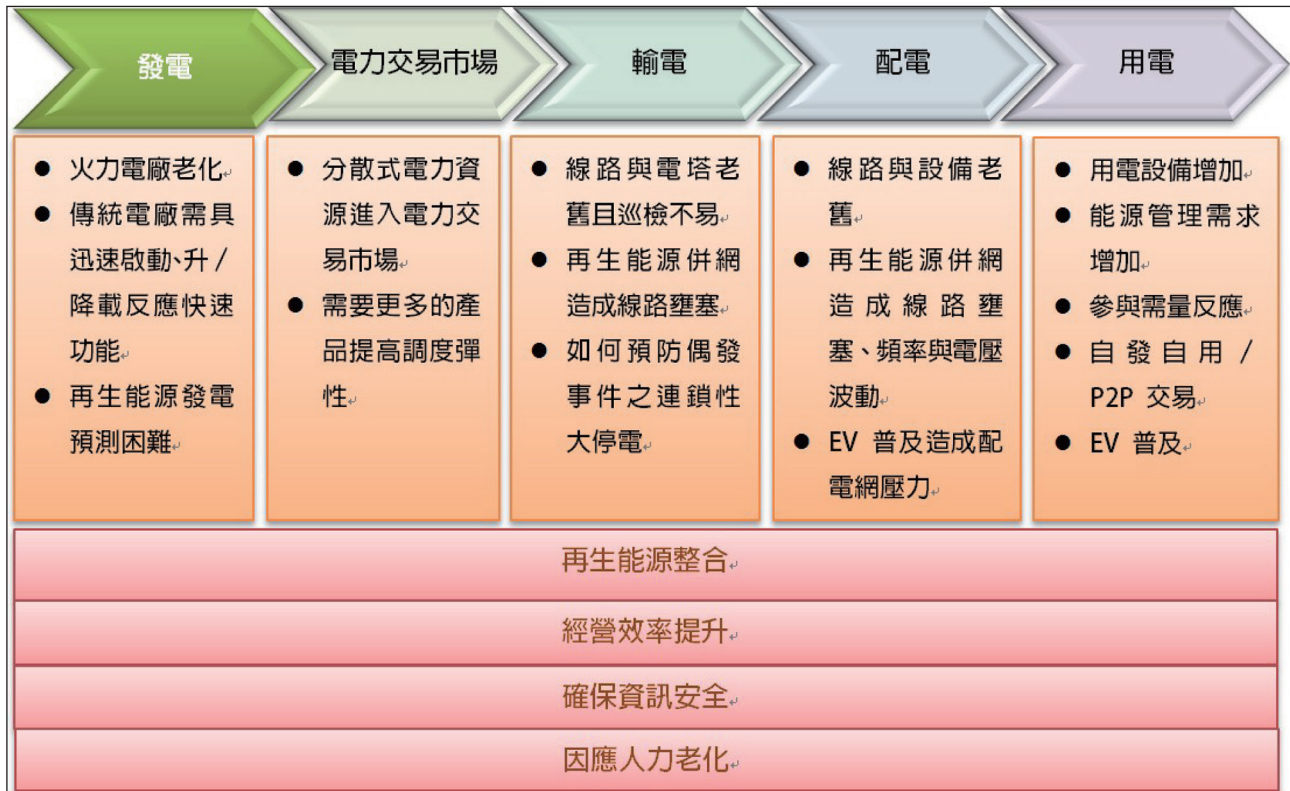 發電
電力交易市場
輸電
配電
用電
● 火力電廠老化
● 傳統電廠需具
迅速啟動、升/
降載反應快速
功能
● 再生能源發電
預測困難
● 分散式電力資
源進入電力交
易市場
● 需要更多的產
品提高調度彈
性
● 線路與電塔老
舊且巡檢不易
● 再生能源併網
造成線路壅塞
● 如何預防偶發
事件之連鎖性
大停電
● 線路與設備老
舊
● 再生能源併網
造成線路壅
塞、頻率與電壓
波動
● EV 普及造成配
電網壓力
● 用電設備增加
● 能源管理需求
增加
● 參與需量反應
● 自發自用/
P2P 交易
● EV 普及
再生能源整合
經營效率提升
確保資訊安全
因應人力老化